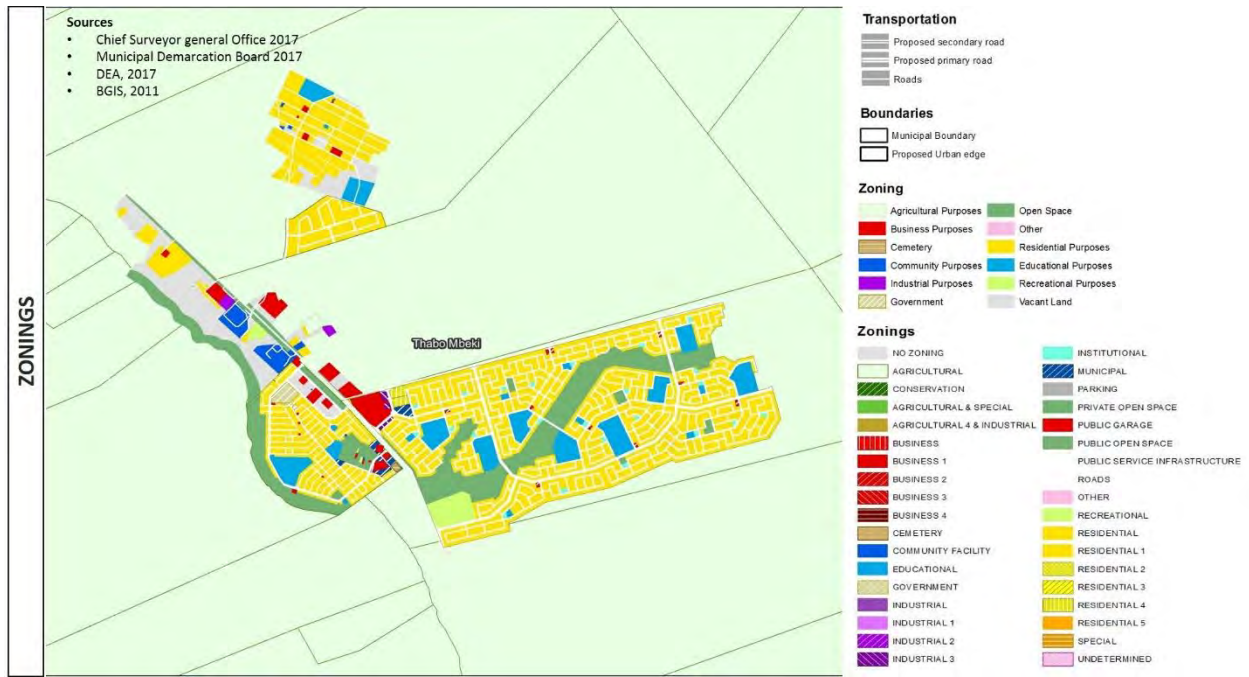 ZONINGS
Sources
• Chief Surveyor general Office 2017
• Municipal Demarcation Board 2017
• DEA, 2017
• BGIS, 2011
Thabo Mbeki
Transportation
Proposed secondary road
Proposed primary road
Roads
Boundaries
Municipal Boundary
Proposed Urban edge
Zoning
Agricultural Purposes
Business Purposes
Cemetery
Community Purposes
Industrial Purposes
Government
Open Space
Other
Residential Purposes
Educational Purposes
Recreational Purposes
Vacant Land
Zonings
NO ZONING
AGRICULTURAL
CONSERVATION
AGRICULTURAL & SPECIAL
AGRICULTURAL 4 & INDUSTRIAL
BUSINESS
BUSINESS 1
BUSINESS 2
BUSINESS 3
BUSINESS 4
CEMETERY
COMMUNITY FACILITY
EDUCATIONAL
GOVERNMENT
INDUSTRIAL
INDUSTRIAL 1
INDUSTRIAL 2
INDUSTRIAL 3
INSTITUTIONAL
MUNICIPAL
PARKING
PRIVATE OPEN SPACE
PUBLIC GARAGE
PUBLIC OPEN SPACE
PUBLIC SERVICE INFRASTRUCTURE
ROADS
OTHER
RECREATIONAL
RESIDENTIAL
RESIDENTIAL 1
RESIDENTIAL 2
RESIDENTIAL 3
RESIDENTIAL 4
RESIDENTIAL 5
SPECIAL
UNDETERMINED